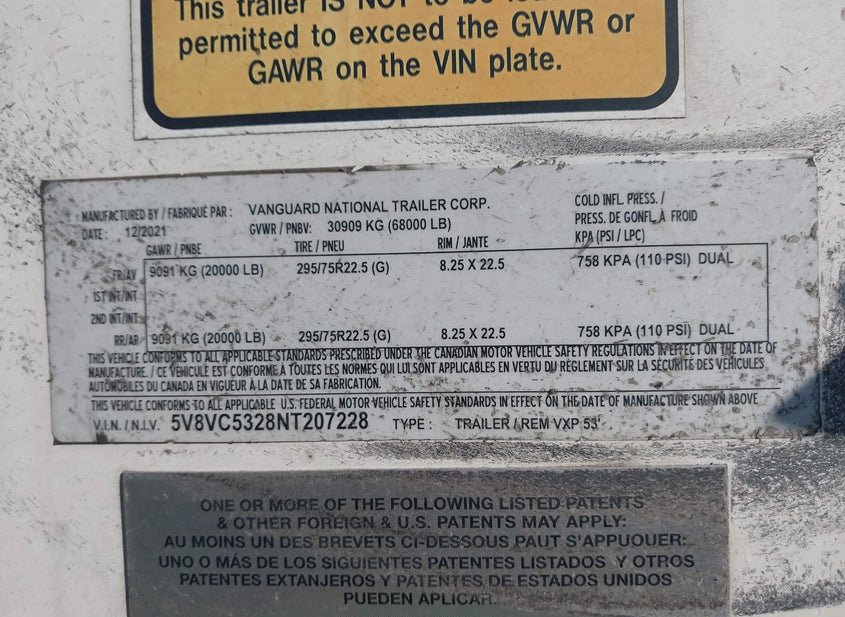 This trailer IS NOT to be
permitted to exceed the GVWR or
GAWR on the VIN plate.
MANUFACTURED BY / FABRIQUÉ PAR : VANGUARD NATIONAL TRAILER CORP.
COLD INFL. PRESS. /
DATE : 12/2021 GVWR / PNBV: 30909 KG (68000 LB)
PRESS. DE GONFL. À FROID
GAWR / PNBE TIRE / PNEU RIM / JANTE KPA (PSI / LPC)
FR/AV 9091 KG (20000 LB) 295/75R22.5 (G) 8.25 X 22.5 758 KPA (110 PSI) DUAL
1ST INT/INT
2ND INT/INT
RR/AR 9091 KG (20000 LB) 295/75R22.5 (G) 8.25 X 22.5 758 KPA (110 PSI) DUAL
THIS VEHICLE CONFORMS TO ALL APPLICABLE STANDARDS PRESCRIBED UNDER THE CANADIAN MOTOR VEHICLE SAFETY REGULATIONS IN EFFECT ON THE DATE OF
MANUFACTURE. / CE VÉHICULE EST CONFORME À TOUTES LES NORMES QUI LUI SONT APPLICABLES EN VERTU DU RÈGLEMENT SUR LA SÉCURITÉ DES VÉHICULES
AUTOMOBILES DU CANADA EN VIGUEUR À LA DATE DE SA FABRICATION.
THIS VEHICLE CONFORMS TO ALL APPLICABLE U.S. FEDERAL MOTOR VEHICLE SAFETY STANDARDS IN EFFECT ON THE DATE OF MANUFACTURE SHOWN ABOVE
V.I.N. / N.I.V. 5V8VC5328NT207228 TYPE : TRAILER / REM VXP 53'
ONE OR MORE OF THE FOLLOWING LISTED PATENTS
& OTHER FOREIGN & U.S. PATENTS MAY APPLY:
AU MOINS UN DES BREVETS CI-DESSOUS PAUT S'APPUOUER:
UNO O MÁS DE LOS SIGUIENTES PATENTES LISTADOS Y OTROS
PATENTES EXTANJEROS Y PATENTES DE ESTADOS UNIDOS
PUEDEN APLICAR.